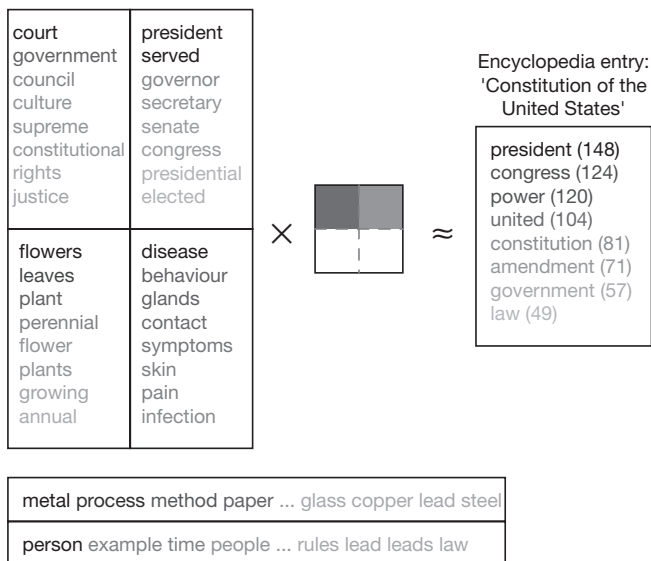 court
government
council
culture
supreme
constitutional
rights
justice
president
served
governor
secretary
senate
congress
presidential
elected
flowers
leaves
plant
perennial
flower
plants
growing
annual
disease
behaviour
glands
contact
symptoms
skin
pain
infection
×
≈
Encyclopedia entry:
'Constitution of the
United States'
president (148)
congress (124)
power (120)
united (104)
constitution (81)
amendment (71)
government (57)
law (49)
metal process method paper ... glass copper lead steel
person example time people ... rules lead leads law